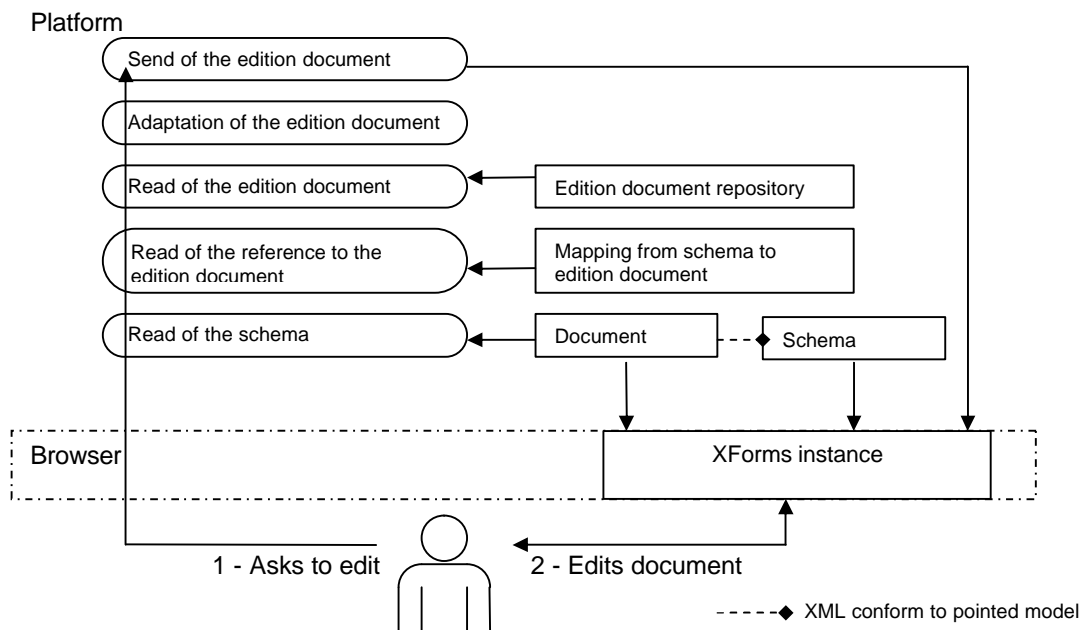 Platform
Send of the edition document
Adaptation of the edition document
Read of the edition document
Edition document repository
Read of the reference to the
edition document
Mapping from schema to
edition document
Read of the schema
Document
Schema
Browser
XForms instance
1 - Asks to edit
2 - Edits document
XML conform to pointed model